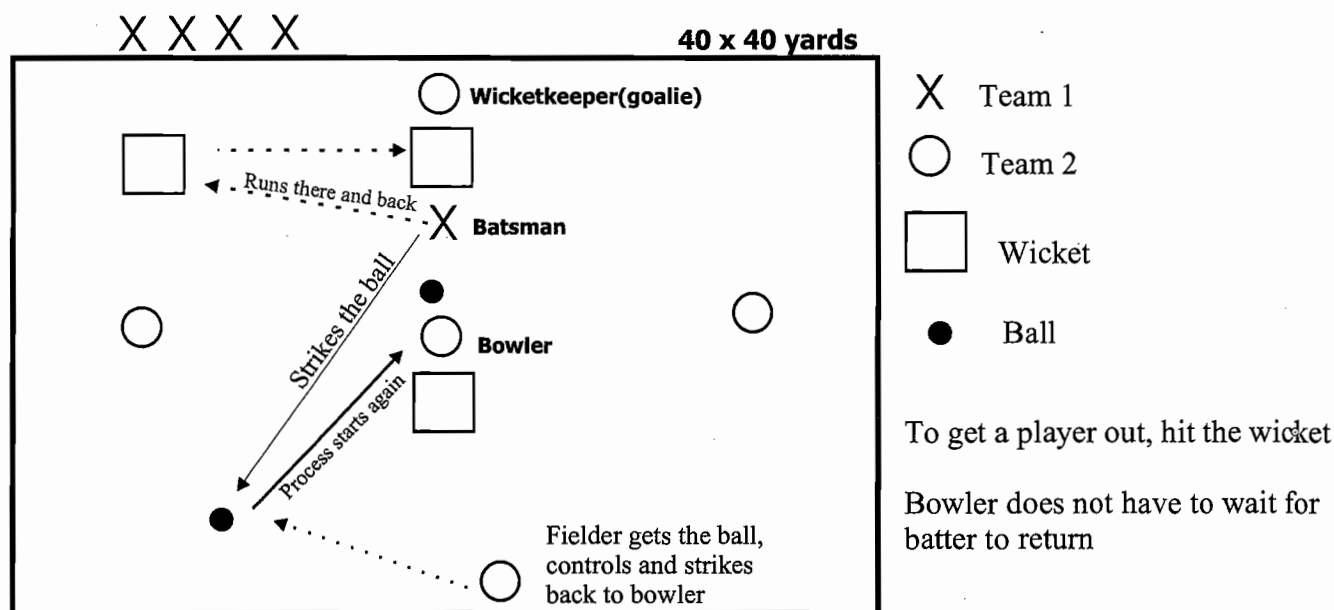 X X X X
40 x 40 yards
Wicketkeeper(goalie)
Runs there and back
X Batsman
Strikes the ball
Bowler
Process starts again
Fielder gets the ball,
controls and strikes
back to bowler
X Team 1
Team 2
Wicket
Ball
To get a player out, hit the wicket
Bowler does not have to wait for
batter to return